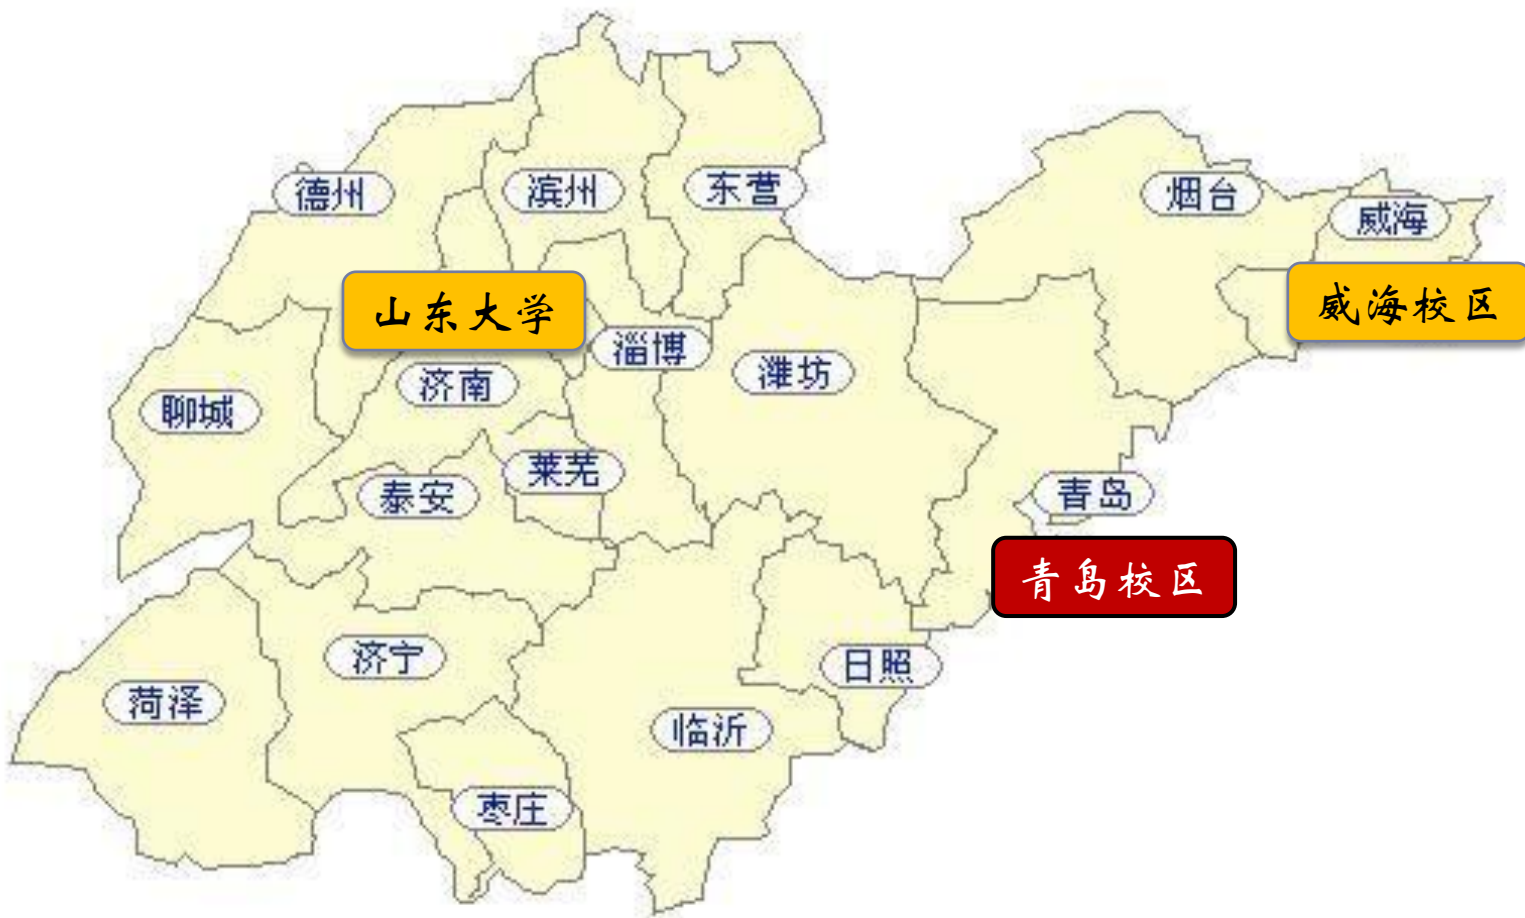 德州
滨州
东营
烟台
威海
山东大学
威海校区
淄博
潍坊
济南
聊城
莱芜
泰安
青岛
青岛校区
济宁
日照
菏泽
临沂
枣庄